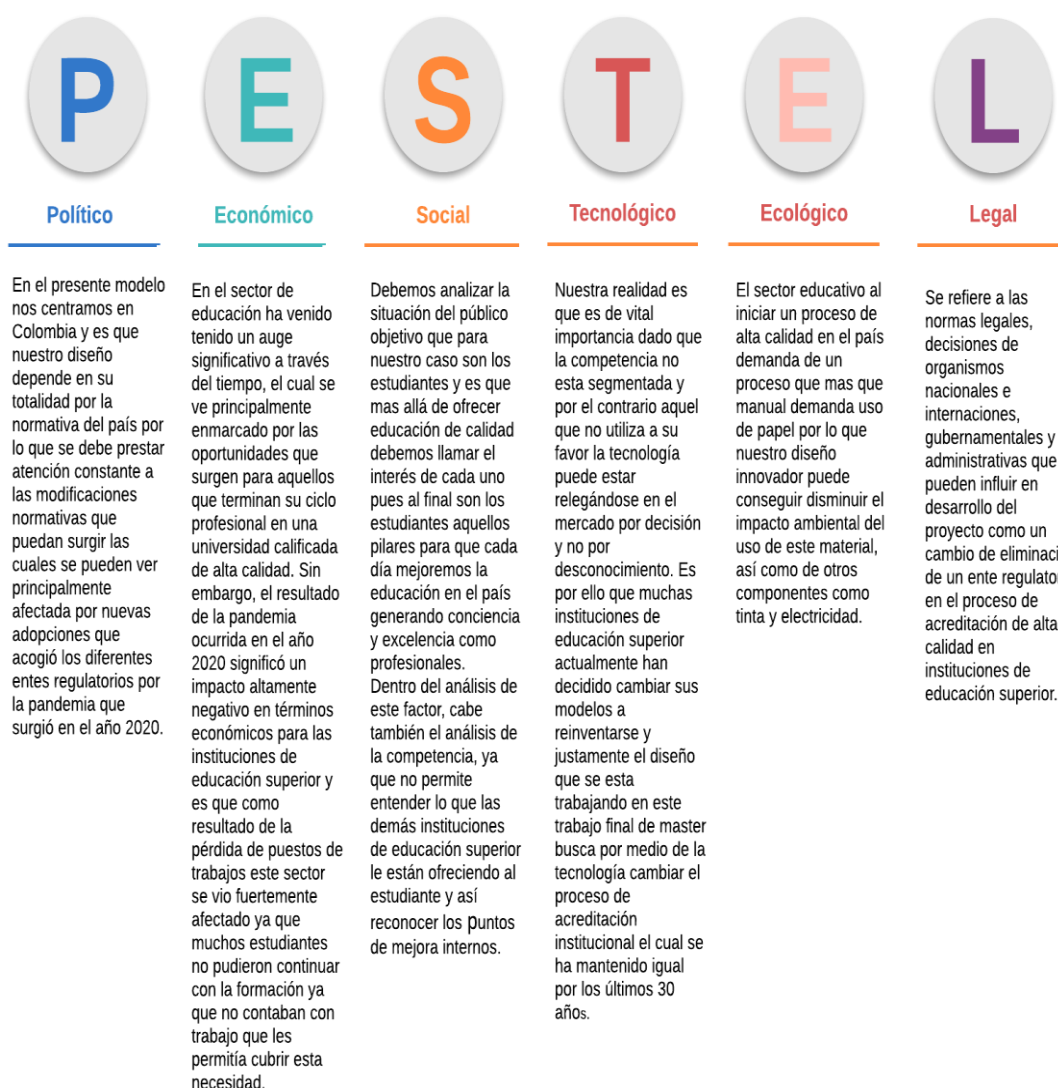 P
Político
En el presente modelo
nos centramos en
Colombia y es que
nuestro diseño
depende en su
totalidad por la
normativa del país por
lo que se debe prestar
atención constante a
las modificaciones
normativas que
puedan surgir las
cuales se pueden ver
principalmente
afectada por nuevas
adopciones que
acogió los diferentes
entes regulatorios por
la pandemia que
surgió en el año 2020.
E
Económico
En el sector de
educación ha venido
tenido un auge
significativo a través
del tiempo, el cual se
ve principalmente
enmarcado por las
oportunidades que
surgen para aquellos
que terminan su ciclo
profesional en una
universidad calificada
de alta calidad. Sin
embargo, el resultado
de la pandemia
ocurrida en el año
2020 significó un
impacto altamente
negativo en términos
económicos para las
instituciones de
educación superior y
es que como
resultado de la
pérdida de puestos de
trabajos este sector
se vio fuertemente
afectado ya que
muchos estudiantes
no pudieron continuar
con la formación ya
que no contaban con
trabajo que les
permitía cubrir esta
necesidad.
S
Social
Debemos analizar la
situación del público
objetivo que para
nuestro caso son los
estudiantes y es que
mas allá de ofrecer
educación de calidad
debemos llamar el
interés de cada uno
pues al final son los
estudiantes aquellos
pilares para que cada
día mejoremos la
educación en el país
generando conciencia
y excelencia como
profesionales.
Dentro del análisis de
este factor, cabe
también el análisis de
la competencia, ya
que no permite
entender lo que las
demás instituciones
de educación superior
le están ofreciendo al
estudiante y así
reconocer los puntos
de mejora internos.
T
Tecnológico
Nuestra realidad es
que es de vital
importancia dado que
la competencia no
esta segmentada y
por el contrario aquel
que no utiliza a su
favor la tecnología
puede estar
relegándose en el
mercado por decisión
y no por
desconocimiento. Es
por ello que muchas
instituciones de
educación superior
actualmente han
decidido cambiar sus
modelos a
reinventarse y
justamente el diseño
que se esta
trabajando en este
trabajo final de master
busca por medio de la
tecnología cambiar el
proceso de
acreditación
institucional el cual se
ha mantenido igual
por los últimos 30
años.
E
Ecológico
El sector educativo al
iniciar un proceso de
alta calidad en el país
demanda de un
proceso que mas que
manual demanda uso
de papel por lo que
nuestro diseño
innovador puede
conseguir disminuir el
impacto ambiental del
uso de este material,
así como de otros
componentes como
tinta y electricidad.
L
Legal
Se refiere a las
normas legales,
decisiones de
organismos
nacionales e
internaciones,
gubernamentales y
administrativas que
pueden influir en
desarrollo del
proyecto como un
cambio de eliminaci
de un ente regulato
en el proceso de
acreditación de alta
calidad en
instituciones de
educación superior.